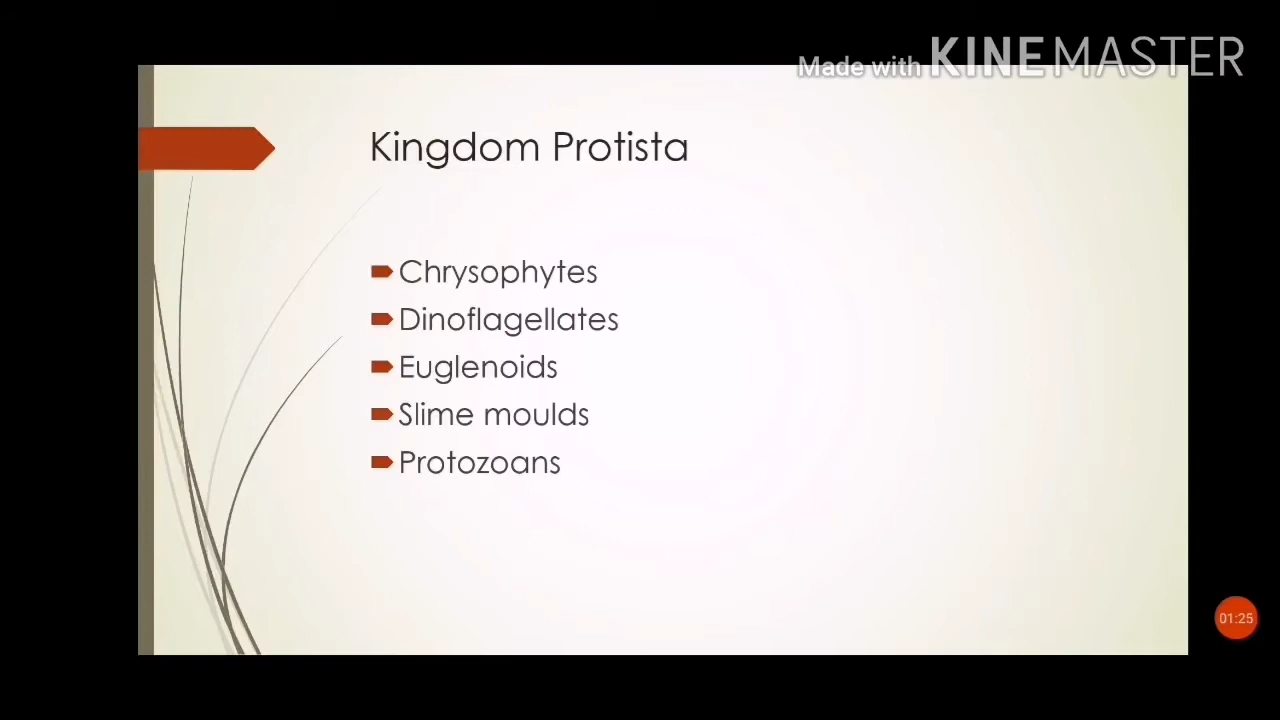 Made with KINEMASTER
Kingdom Protista
Chrysophytes
Dinoflagellates
Euglenoids
Slime moulds
Protozoans
01:25